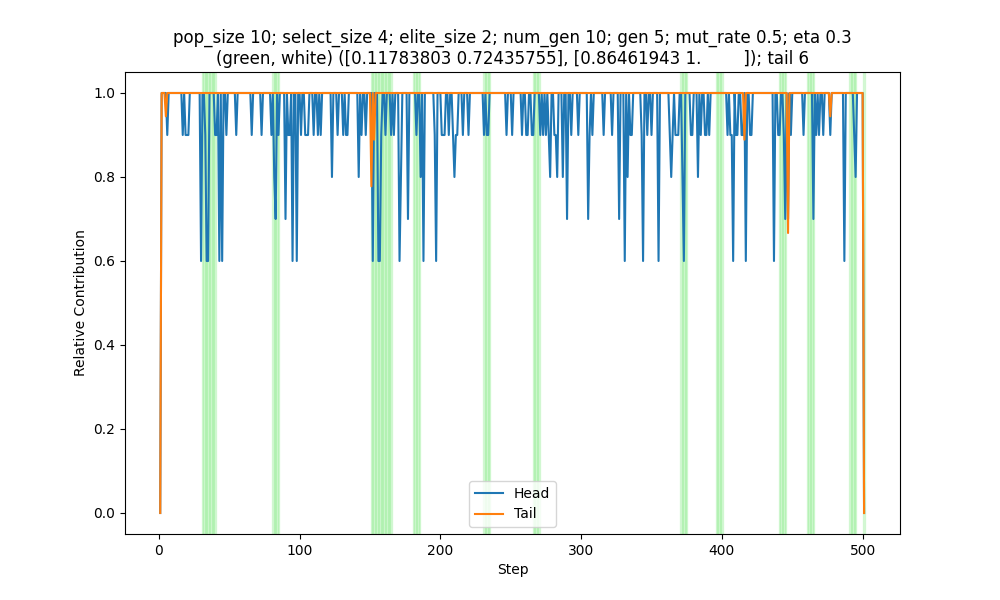 pop_size 10; select_size 4; elite_size 2; num_gen 10; gen 5; mut_rate 0.5; eta 0.3
(green, white) ([0.11783803 0.72435755], [0.86461943 1.        ]); tail 6
1.0
0.8
0.6
0.4
0.2
0.0
Relative Contribution
Head
Tail
0 100 200 300 400 500
Step